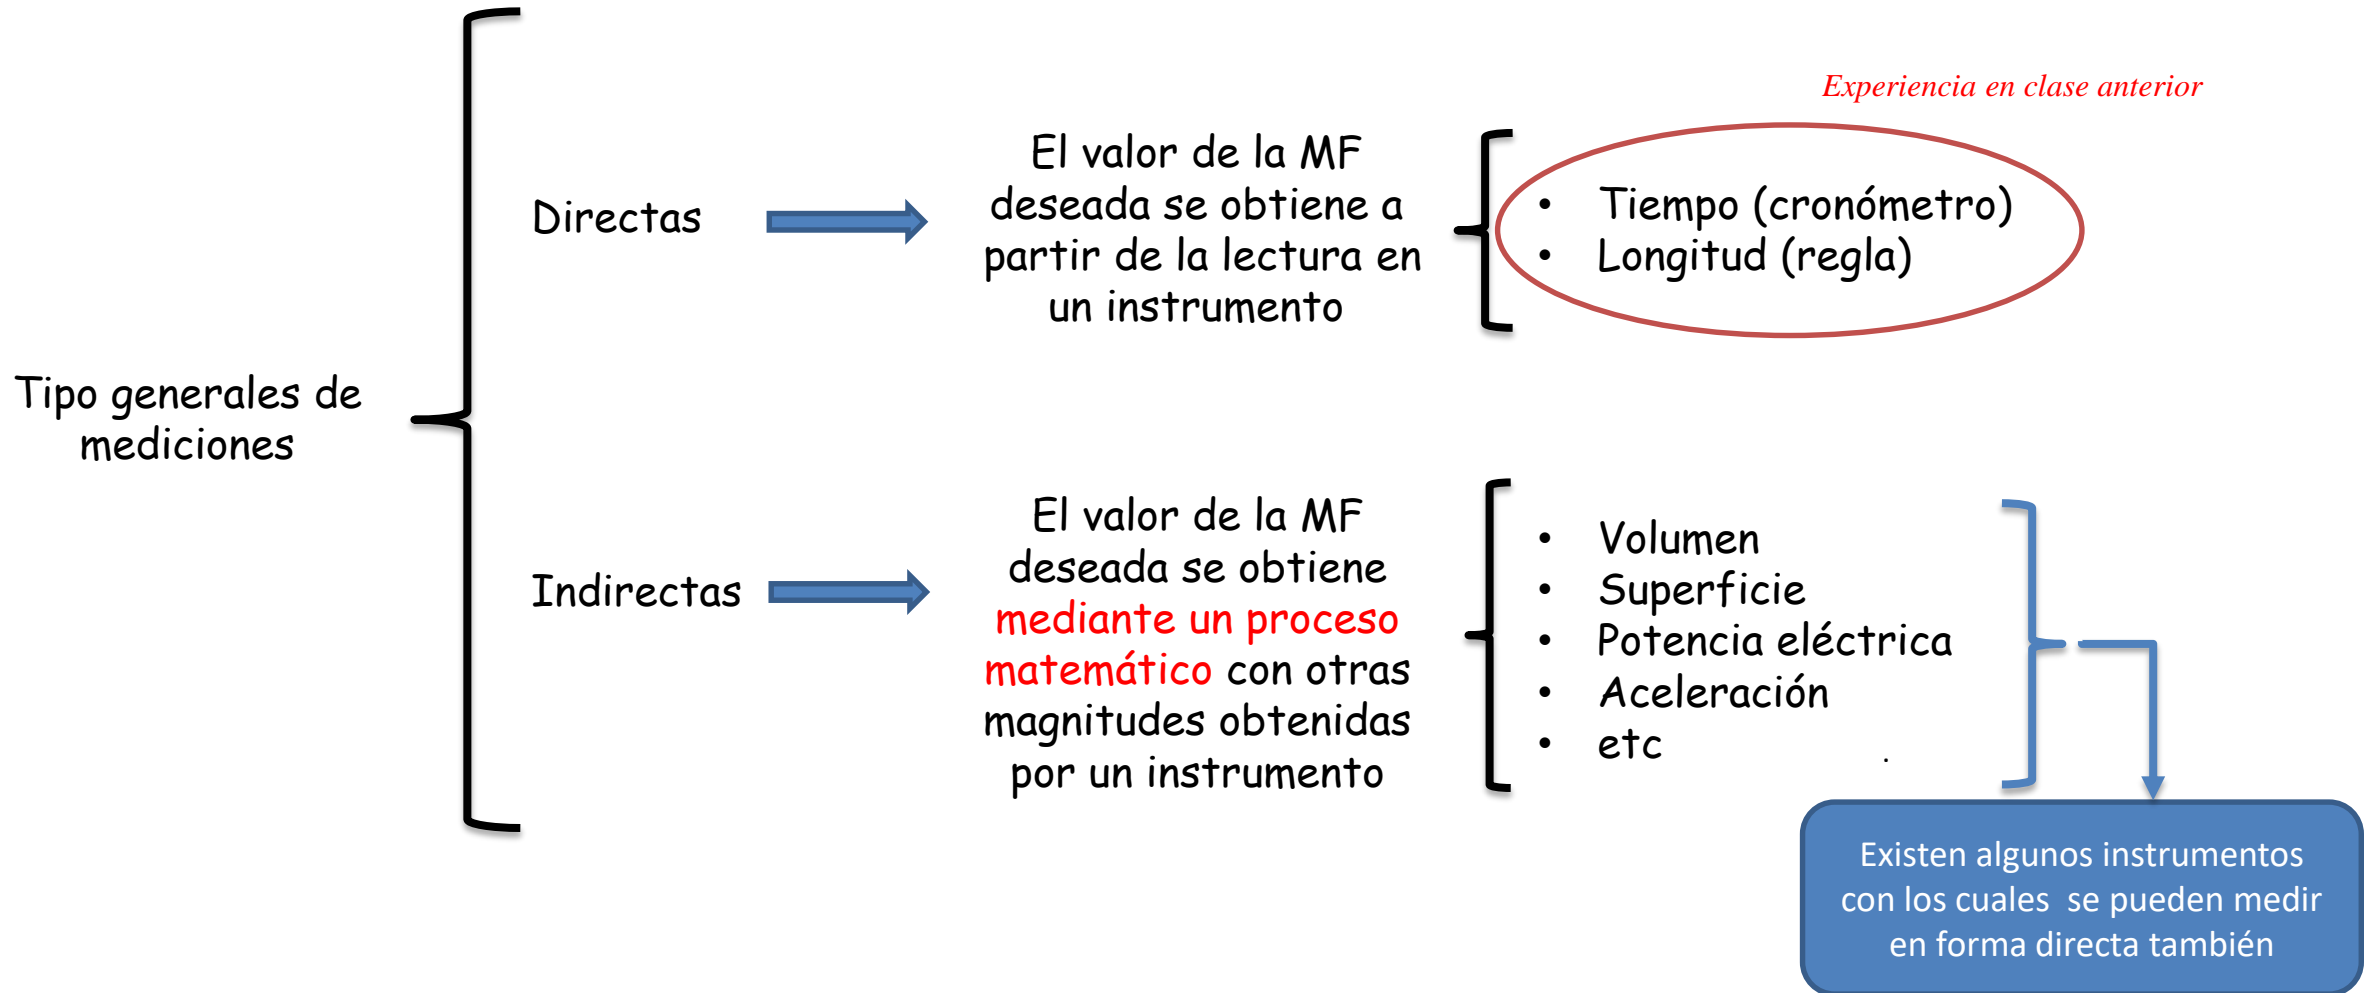 Tipo generales de
mediciones
Directas
El valor de la MF
deseada se obtiene a
partir de la lectura en
un instrumento
Experiencia en clase anterior
• Tiempo (cronómetro)
• Longitud (regla)
Indirectas
El valor de la MF
deseada se obtiene
mediante un proceso
matemático con otras
magnitudes obtenidas
por un instrumento
• Volumen
• Superficie
• Potencia eléctrica
• Aceleración
• etc .
Existen algunos instrumentos
con los cuales se pueden medir
en forma directa también